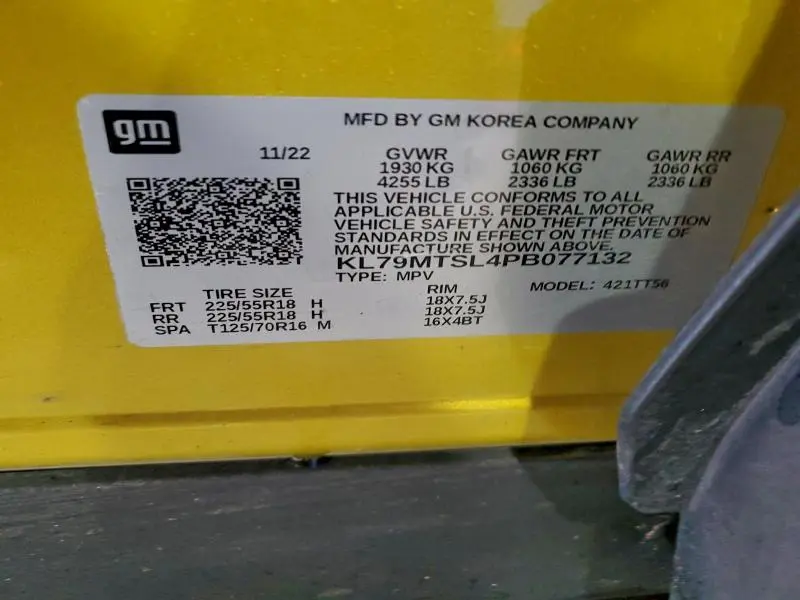 gm
MFD BY GM KOREA COMPANY
11/22 GVWR GAWR FRT GAWR RR
1930 KG 1060 KG 1060 KG
4255 LB 2336 LB 2336 LB
THIS VEHICLE CONFORMS TO ALL
APPLICABLE U.S. FEDERAL MOTOR
VEHICLE SAFETY AND THEFT PREVENTION
STANDARDS IN EFFECT ON THE DATE OF
MANUFACTURE SHOWN ABOVE.
KL79MTSL4PB077132
TYPE: MPV MODEL: 421TT56
TIRE SIZE RIM
FRT 225/55R18 H 18X7.5J
RR 225/55R18 H 18X7.5J
SPA T125/70R16 M 16X4BT